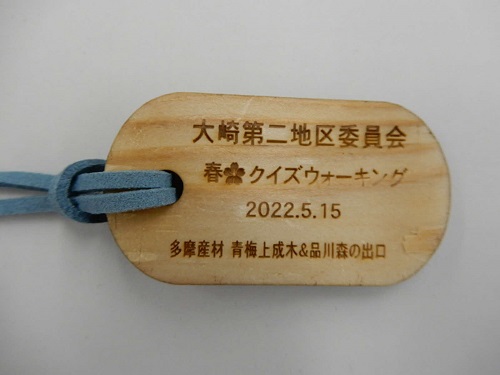 大崎第二地区委員会
春🌸クイズウォーキング
2022.5.15
多摩産材 青梅上成木&品川森の出口